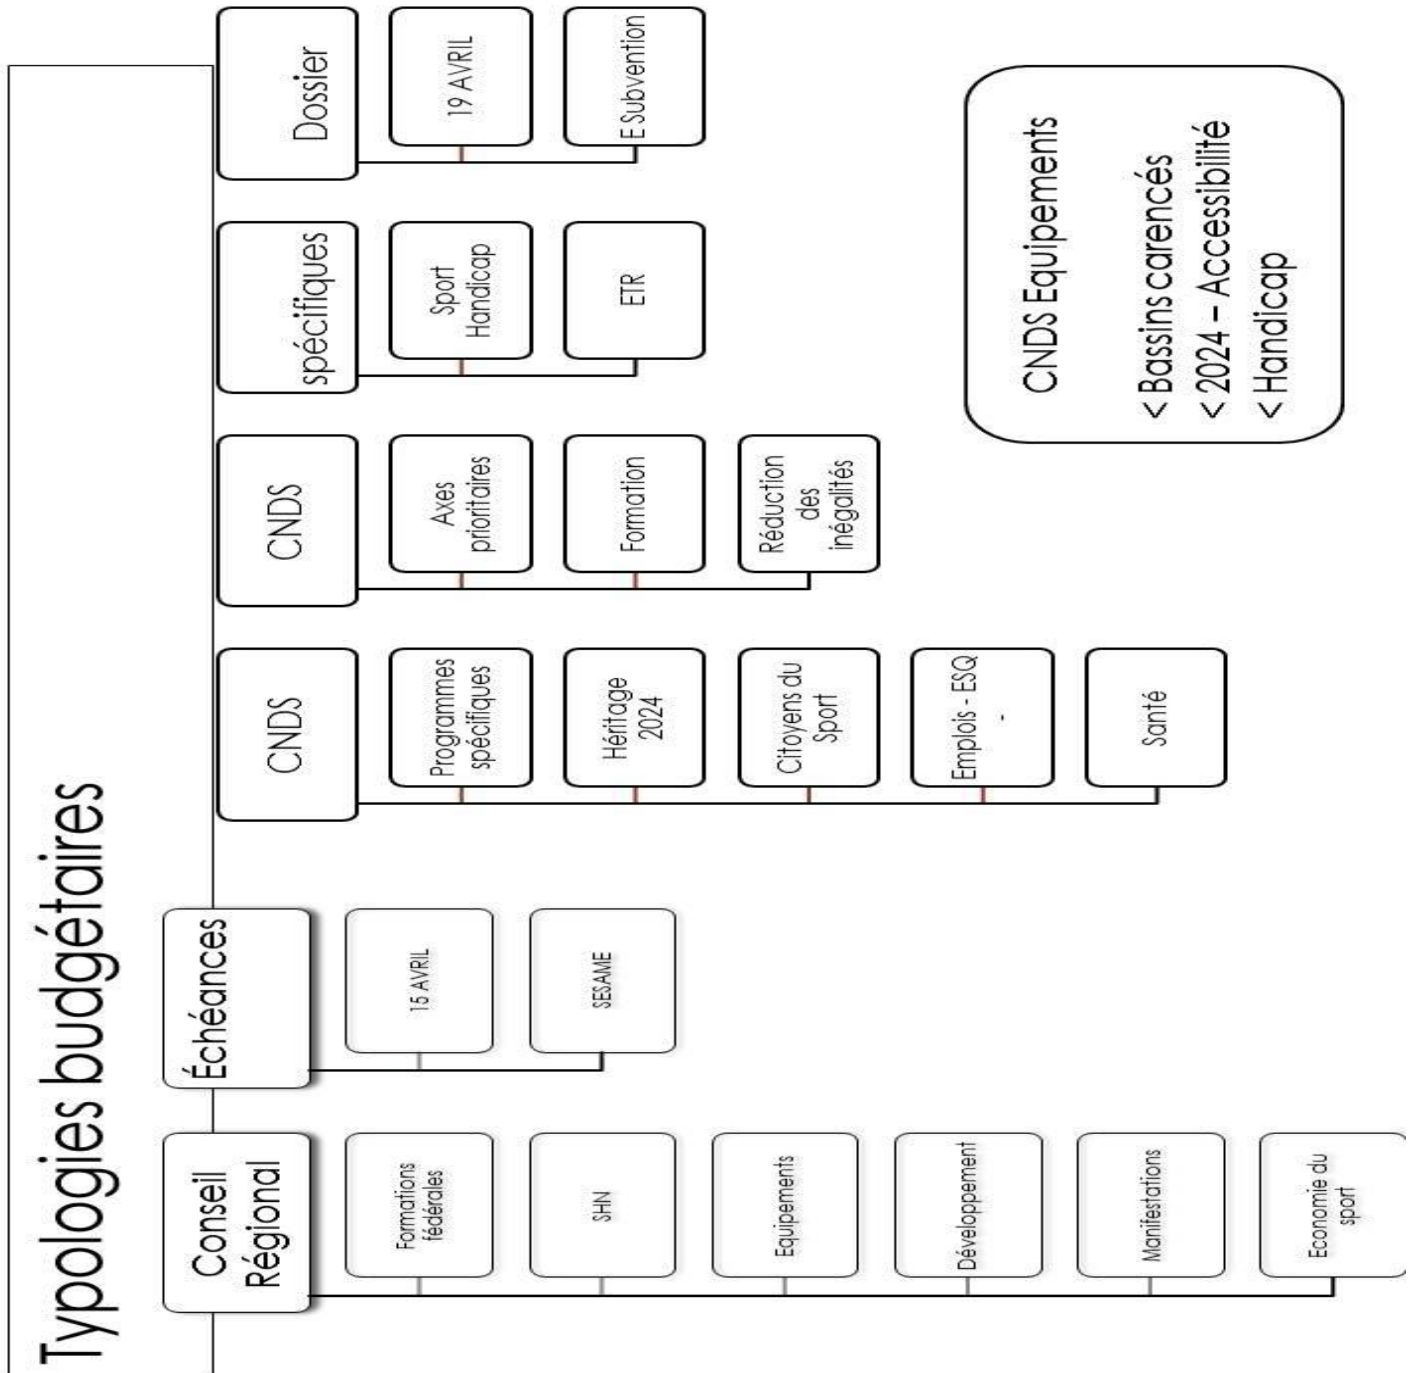 Typologies budgétaires
Conseil
Régional
Formations
fédérales
SHN
Equipements
Développement
Manifestations
Economie du
sport
Échéances
15 AVRIL
SESAME
CNDS
Programmes
spécifiques
Héritage
2024
Citoyens du
Sport
Emplois - ESQ
-
Santé
CNDS
Axes
prioritaires
Formation
Réduction
des
inégalités
spécifiques
Sport
Handicap
ETR
Dossier
19 AVRIL
E Subvention
CNDS Equipements
< Bassins carencés
< 2024 – Accessibilité
< Handicap